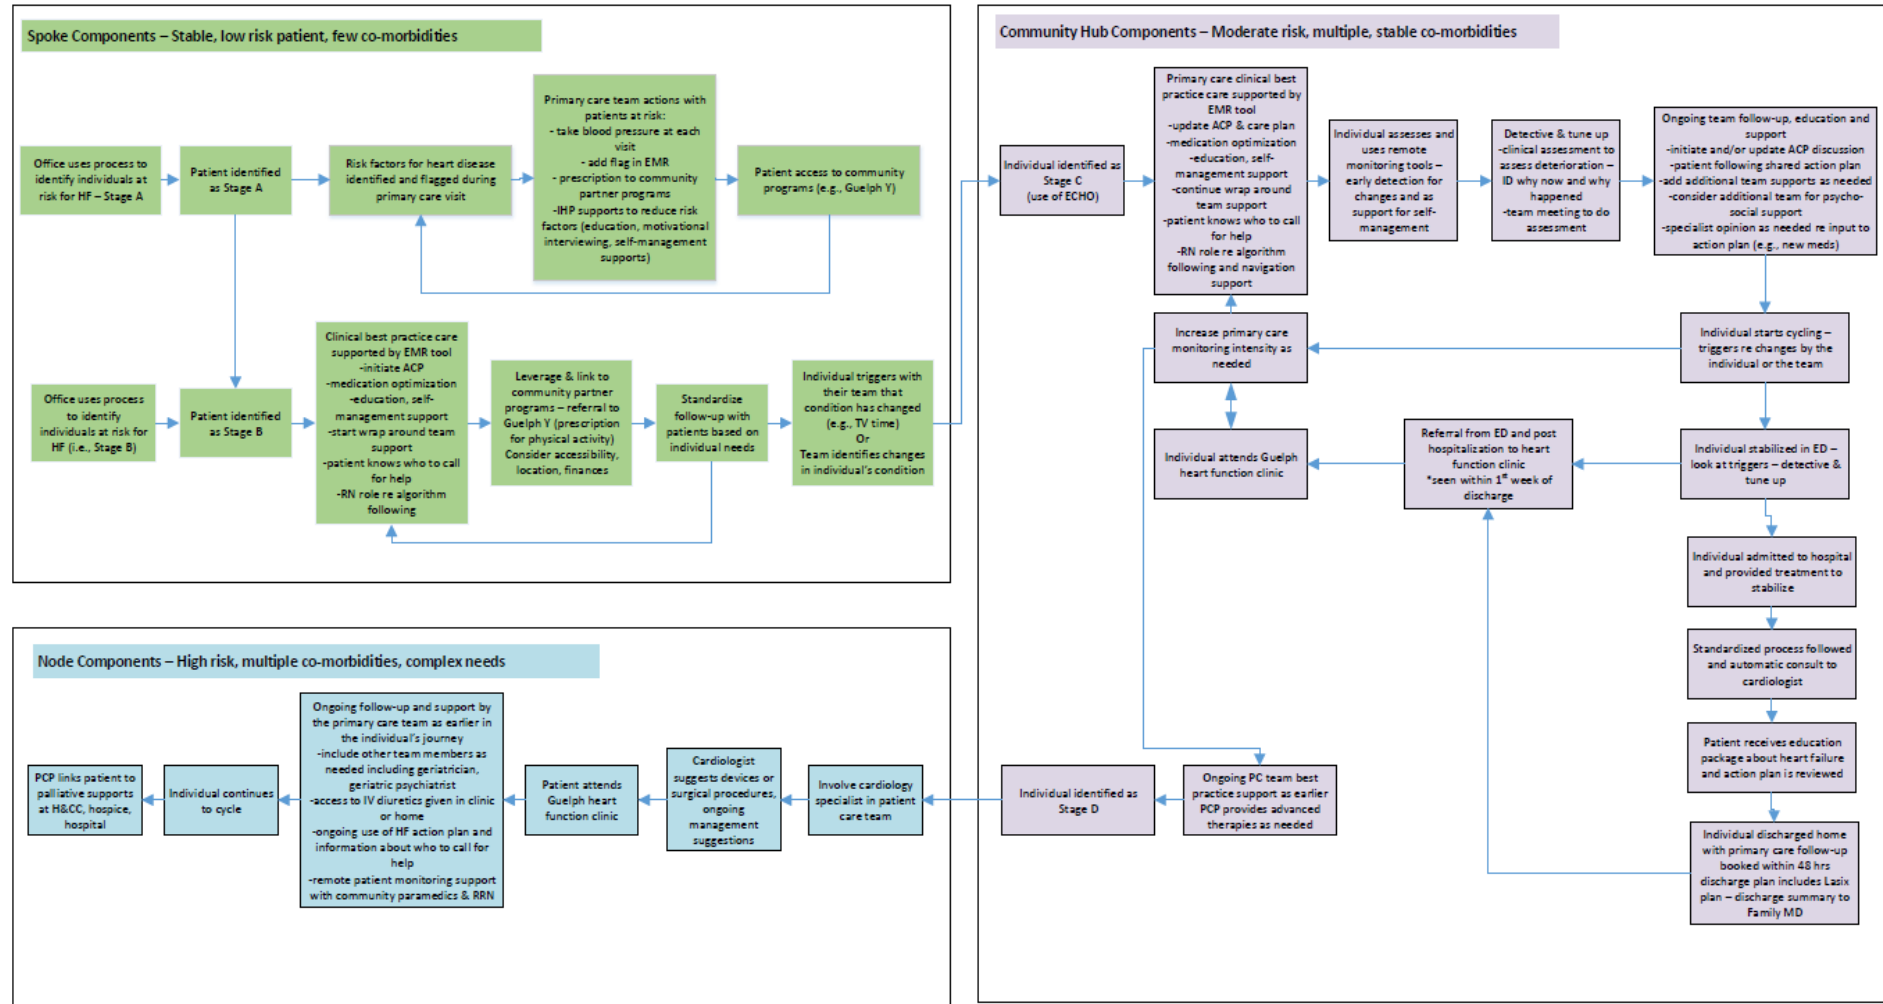 Spoke Components – Stable, low risk patient, few co-morbidities
Office uses process to
identify individuals at
risk for HF – Stage A
Patient identified
as Stage A
Risk factors for heart disease
identified and flagged during
primary care visit
Primary care team actions with
patients at risk:
- take blood pressure at each
visit
- add flag in EMR
- prescription to community
partner programs
-IHP supports to reduce risk
factors (education, motivational
interviewing, self-management
supports)
Patient access to community
programs (e.g., Guelph Y)
Office uses process
to identify
individuals at risk for
HF (i.e., Stage B)
Patient identified
as Stage B
Clinical best practice care
supported by EMR tool
-initiate ACP
-medication optimization
-education, self-
management support
-start wrap around team
support
-patient knows who to call
for help
-RN role re algorithm
following
Leverage & link to
community partner
programs – referral to
Guelph Y (prescription
for physical activity)
Consider accessibility,
location, finances
Standardize
follow-up with
patients based on
individual needs
Individual triggers with
their team that
condition has changed
(e.g., TV time)
Or
Team identifies changes
in individual's condition
Community Hub Components – Moderate risk, multiple, stable co-morbidities
Individual identified as
Stage C
(use of ECHO)
Primary care clinical best
practice care supported by
EMR tool
-update ACP & care plan
-medication optimization
-education, self-
management support
-continue wrap around
team support
-patient knows who to call
for help
-RN role re algorithm
following and navigation
support
Individual assesses and
uses remote
monitoring tools –
early detection for
changes and as
support for self-
management
Detective & tune up
-clinical assessment to
assess deterioration –
ID why now and why
happened
-team meeting to do
assessment
Ongoing team follow-up, education and
support
-initiate and/or update ACP discussion
-patient following shared action plan
-add additional team supports as needed
-consider additional team for psycho-
social support
-specialist opinion as needed re input to
action plan (e.g., new meds)
Increase primary care
monitoring intensity as
needed
Individual starts cycling –
triggers re changes by the
individual or the team
Individual attends Guelph
heart function clinic
Referral from ED and post
hospitalization to heart
function clinic
*seen within 1st week of
discharge
Individual stabilized in ED –
look at triggers – detective &
tune up
Individual admitted to hospital
and provided treatment to
stabilize
Standardized process followed
and automatic consult to
cardiologist
Patient receives education
package about heart failure
and action plan is reviewed
Individual discharged home
with primary care follow-up
booked within 48 hrs
discharge plan includes Lasix
plan – discharge summary to
Family MD
Ongoing PC team best
practice support as earlier
PCP provides advanced
therapies as needed
Individual identified as
Stage D
Node Components – High risk, multiple co-morbidities, complex needs
PCP links patient to
palliative supports
at H&CC, hospice,
hospital
Individual continues
to cycle
Ongoing follow-up and support by
the primary care team as earlier in
the individual's journey
-include other team members as
needed including geriatrician,
geriatric psychiatrist
-access to IV diuretics given in clinic
or home
-ongoing use of HF action plan and
information about who to call for
help
-remote patient monitoring support
with community paramedics & RRN
Patient attends
Guelph heart
function clinic
Cardiologist
suggests devices or
surgical procedures,
ongoing
management
suggestions
Involve cardiology
specialist in patient
care team